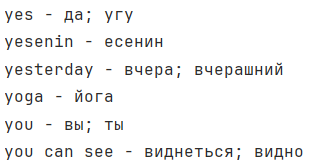 yes - да; угу
yesenin - есенин
yesterday - вчера; вчерашний
yoga - йога
you - вы; ты
you can see - виднеться; видно